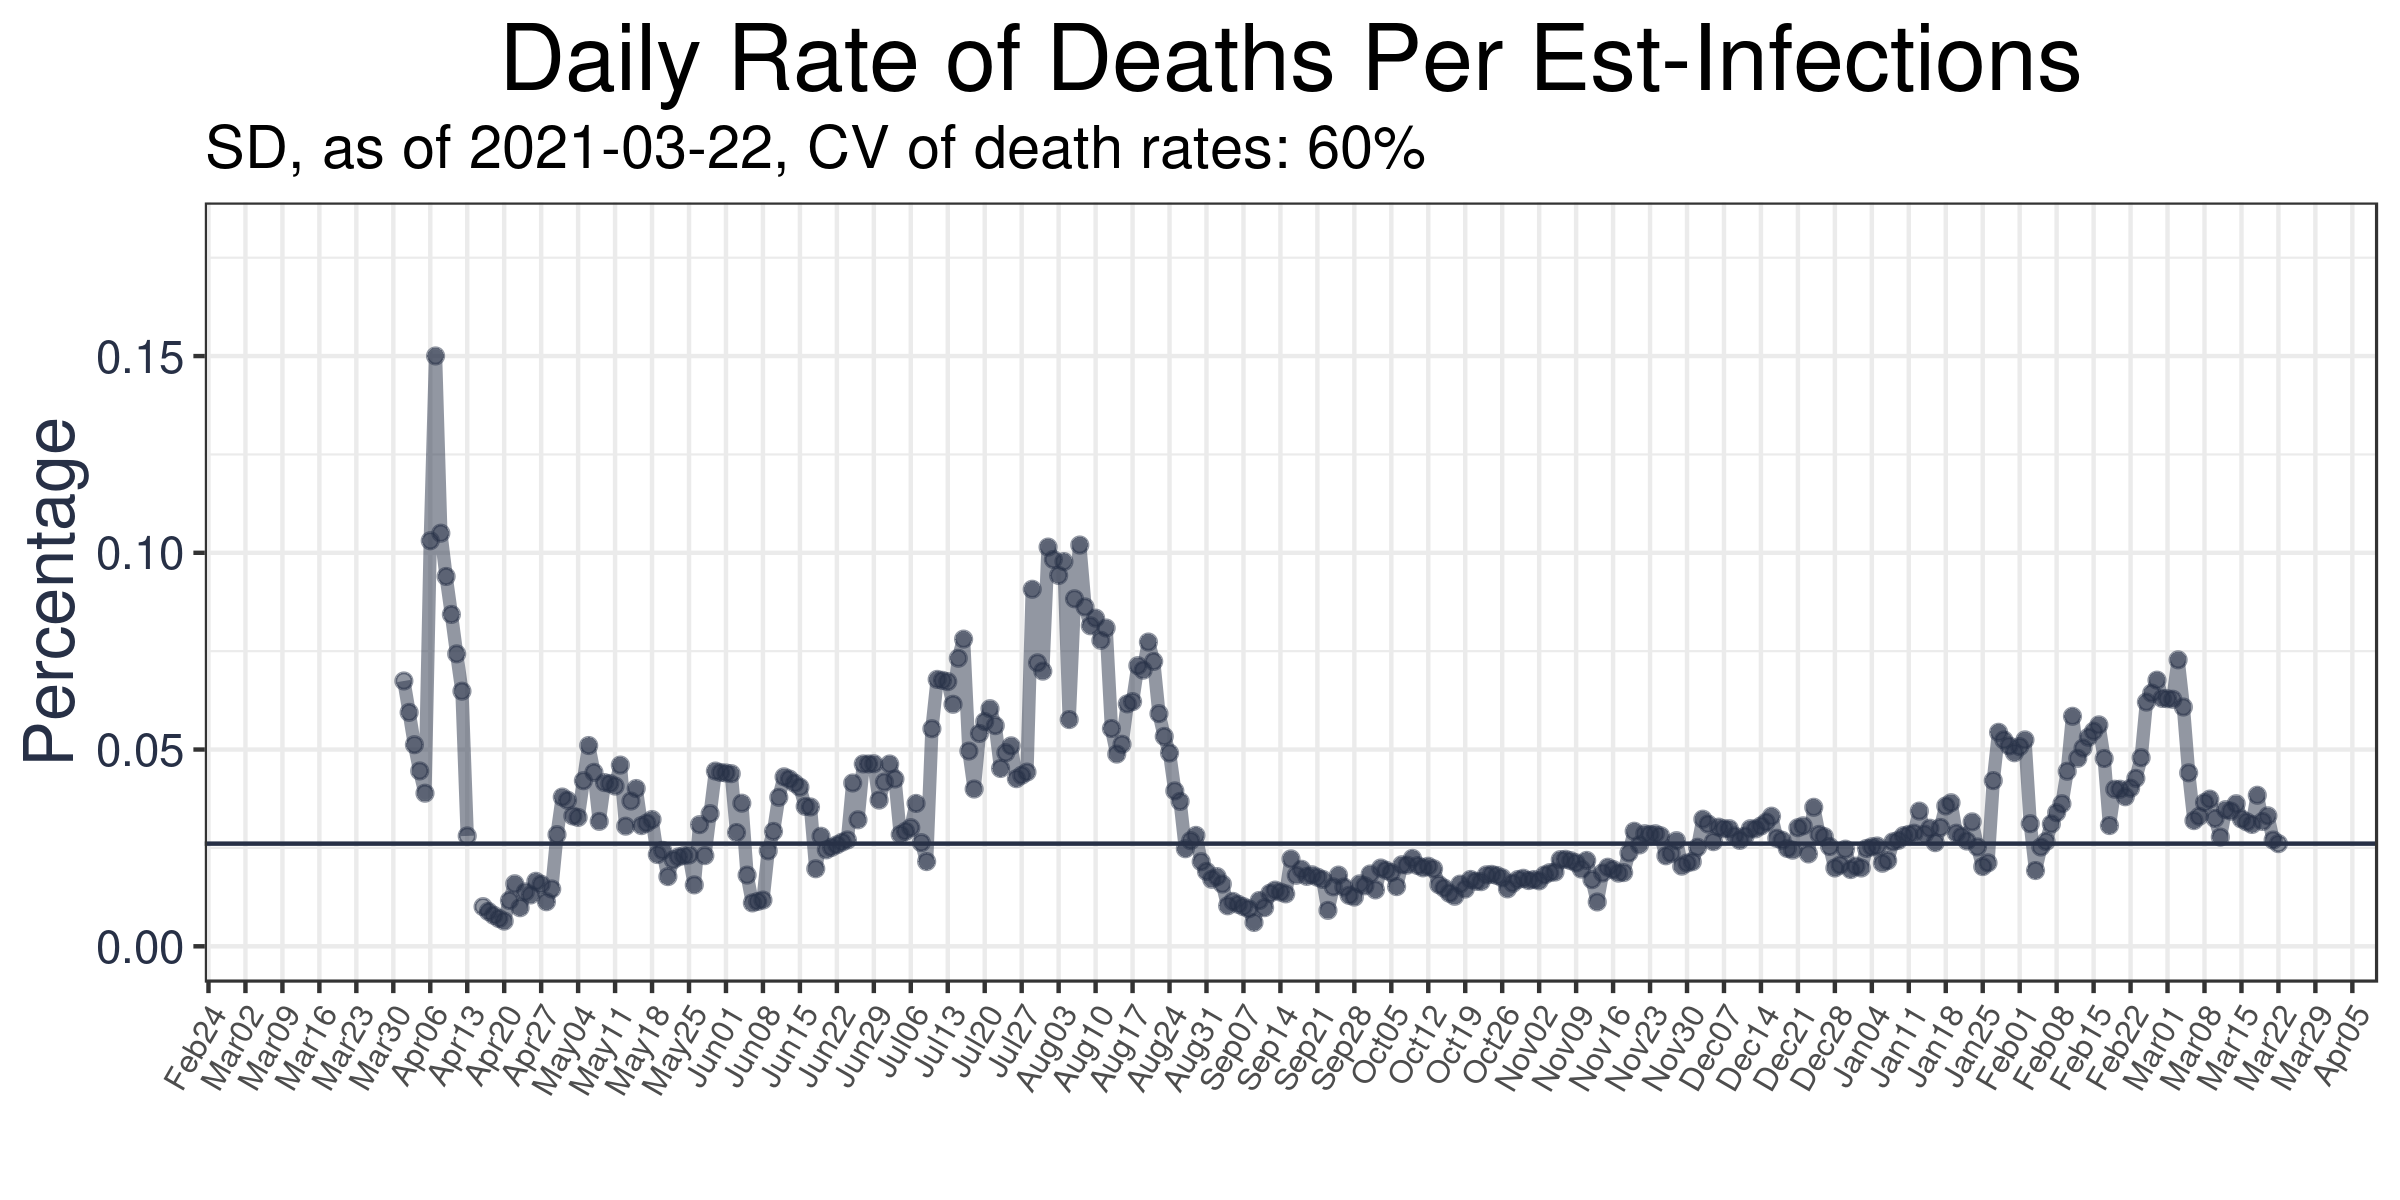 Daily Rate of Deaths Per Est-Infections
SD, as of 2021-03-22, CV of death rates: 60%
Percentage
0.15
0.10
0.05
0.00
Feb24
Mar02
Mar09
Mar16
Mar23
Mar30
Apr06
Apr13
Apr20
Apr27
May04
May11
May18
May25
Jun01
Jun08
Jun15
Jun22
Jun29
Jul06
Jul13
Jul20
Jul27
Aug03
Aug10
Aug17
Aug24
Aug31
Sep07
Sep14
Sep21
Sep28
Oct05
Oct12
Oct19
Oct26
Nov02
Nov09
Nov16
Nov23
Nov30
Dec07
Dec14
Dec21
Dec28
Jan04
Jan11
Jan18
Jan25
Feb01
Feb08
Feb15
Feb22
Mar01
Mar08
Mar15
Mar22
Mar29
Apr05